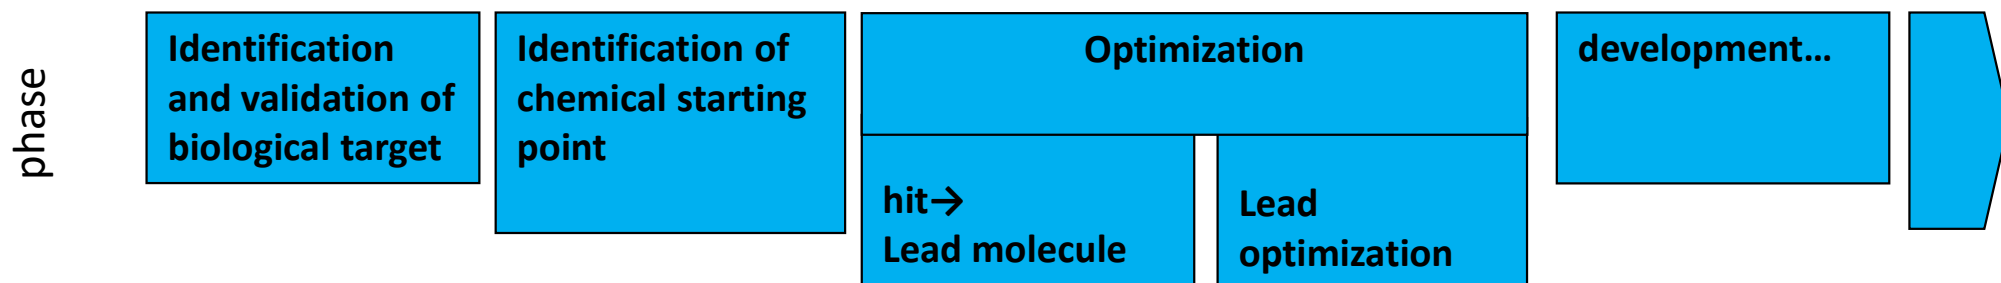 phase
Identification
and validation of
biological target
Identification of
chemical starting
point
Optimization
hit→
Lead molecule
Lead
optimization
development…